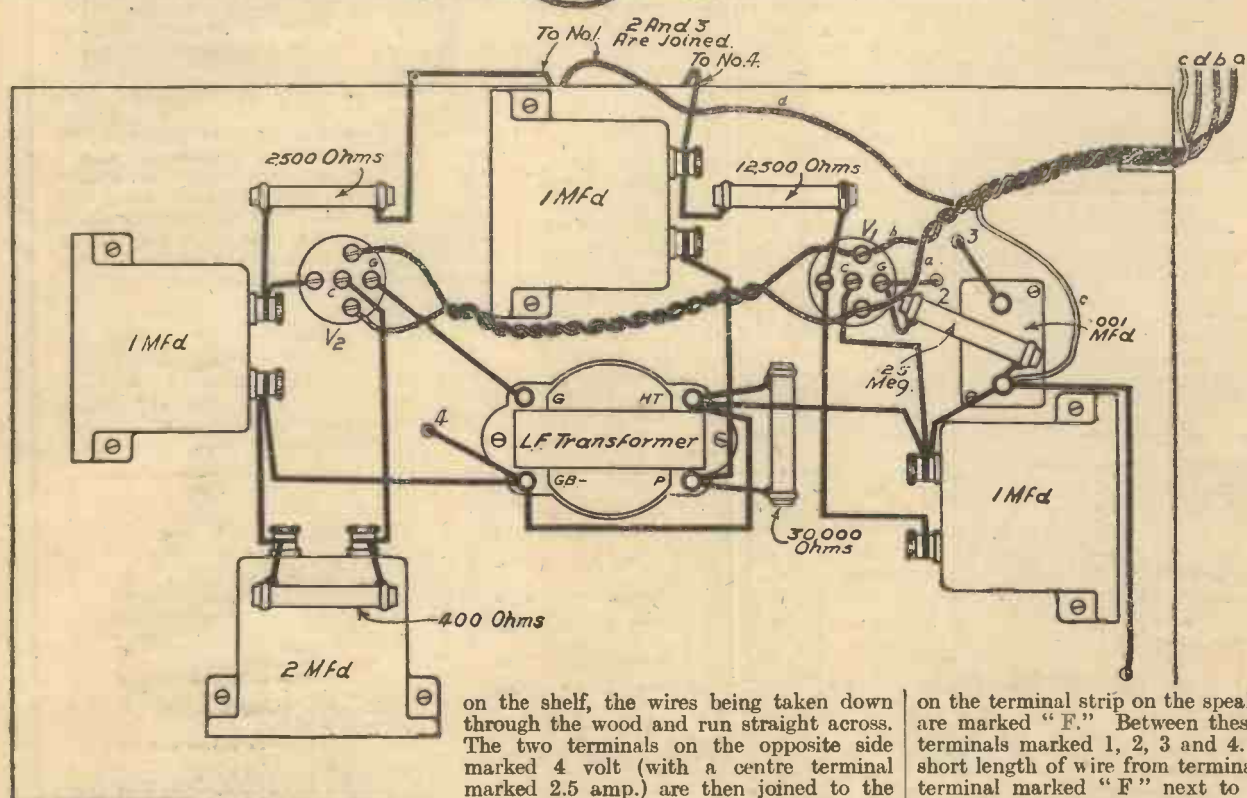 To No.1.
2 And 3
Are Joined.
To No.4.
c d b a
d
2,500 Ohms
1 MFd
12,500 Ohms
V1
b
3
C
G
a
2
c
C
G
V2
1 MFd
.001
MFd
.25
Meg.
G
HT
4
L.F. Transformer
GB-
P
1 MFd
30,000
Ohms
400 Ohms
2 MFd
on the shelf, the wires being taken down
through the wood and run straight across.
The two terminals on the opposite side
marked 4 volt (with a centre terminal
marked 2.5 amp.) are then joined to the
on the terminal strip on the spea
are marked "F." Between thes
terminals marked 1, 2, 3 and 4.
short length of wire from termina
terminal marked "F" next to